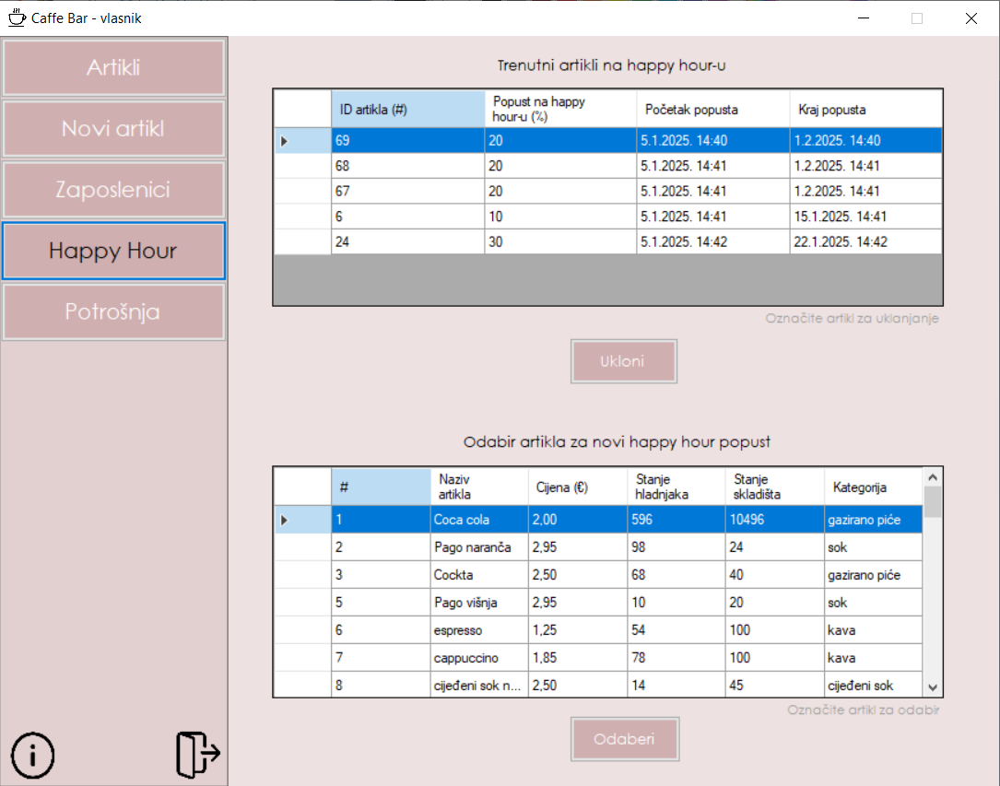 Caffe Bar - vlasnik
Artikli
Novi artikl
Zaposlenici
Happy Hour
Potrošnja
Trenutni artikli na happy hour-u
ID artikla (#) Popust na happy hour-u (%) Početak popusta Kraj popusta
69 20 5.1.2025. 14:40 1.2.2025. 14:40
68 20 5.1.2025. 14:41 1.2.2025. 14:41
67 20 5.1.2025. 14:41 1.2.2025. 14:41
6 10 5.1.2025. 14:41 15.1.2025. 14:41
24 30 5.1.2025. 14:42 22.1.2025. 14:42
Označite artikl za uklanjanje
Ukloni
Odabir artikla za novi happy hour popust
# Naziv artikla Cijena (€) Stanje hladnjaka Stanje skladišta Kategorija
1 Coca cola 2,00 596 10496 gazirano piće
2 Pago naranča 2,95 98 24 sok
3 Cockta 2,50 68 40 gazirano piće
5 Pago višnja 2,95 10 20 sok
6 espresso 1,25 54 100 kava
7 cappuccino 1,85 78 100 kava
8 cijeđeni sok n... 2,50 14 45 cijeđeni sok
Označite artikl za odabir
Odaberi